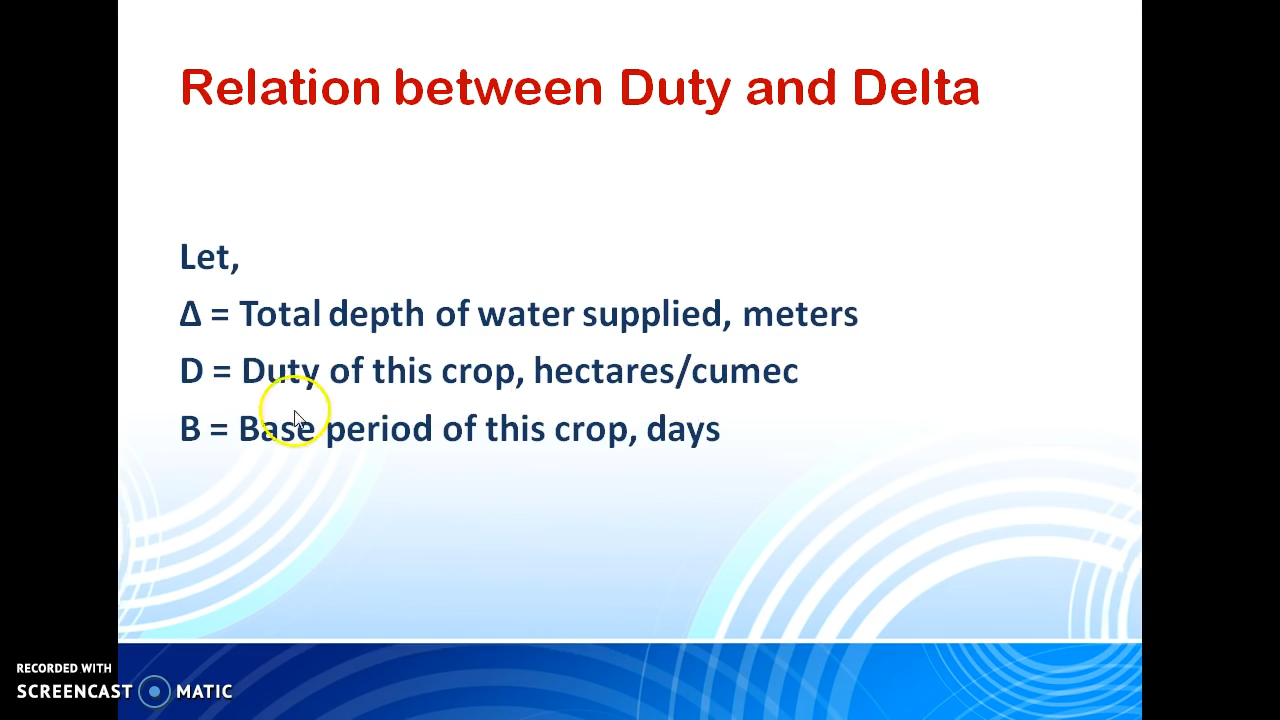 Relation between Duty and Delta
Let,
Δ = Total depth of water supplied, meters
D = Duty of this crop, hectares/cumec
B = Base period of this crop, days
RECORDED WITH
SCREENCAST MATIC